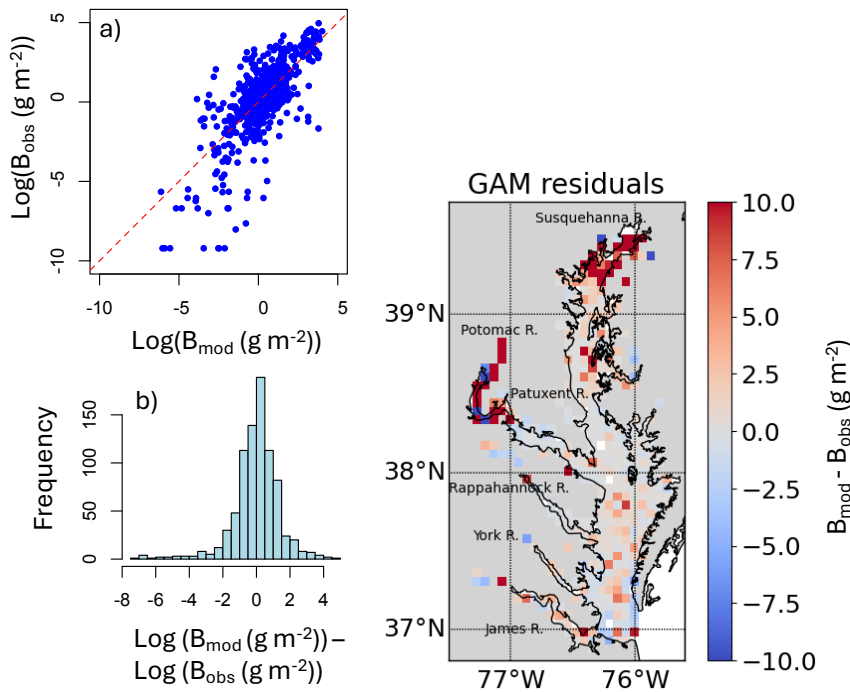 a)
5
0
-5
-10
Log(B_obs (g m⁻²))
-10 -5 0 5
Log(B_mod (g m⁻²))
b)
150
100
50
0
Frequency
-8 -6 -4 -2 0 2 4
Log (B_mod (g m⁻²)) –
Log (B_obs (g m⁻²))
GAM residuals
Susquehanna R.
39°N
Potomac R.
Patuxent R.
38°N
Rappahannock R.
York R.
37°N
James R.
77°W 76°W
10.0
7.5
5.0
2.5
0.0
−2.5
−5.0
−7.5
−10.0
B_mod - B_obs (g m⁻²)